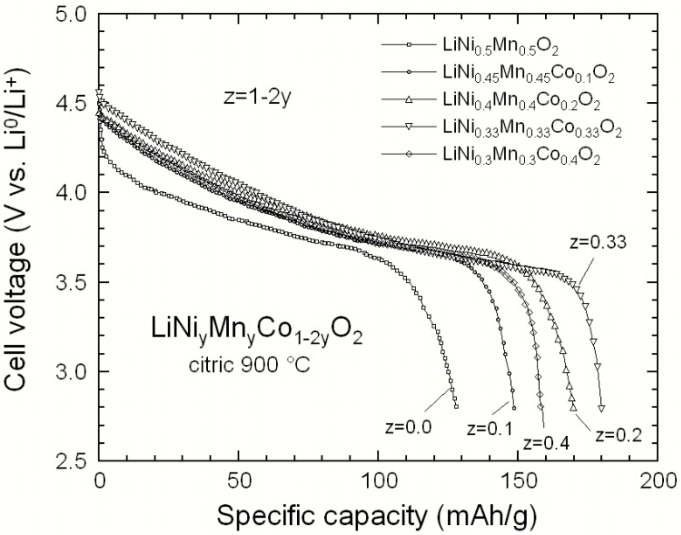 5.0
4.5
4.0
3.5
3.0
2.5
Cell voltage (V vs. Li⁰/Li+)
LiNi₀.₅Mn₀.₅O₂
LiNi₀.₄₅Mn₀.₄₅Co₀.₁O₂
LiNi₀.₄Mn₀.₄Co₀.₂O₂
LiNi₀.₃₃Mn₀.₃₃Co₀.₃₃O₂
LiNi₀.₃Mn₀.₃Co₀.₄O₂
z=1-2y
z=0.33
LiNiyMnyCo1-2yO₂
citric 900 °C
z=0.0
z=0.1
z=0.4
z=0.2
0 50 100 150 200
Specific capacity (mAh/g)